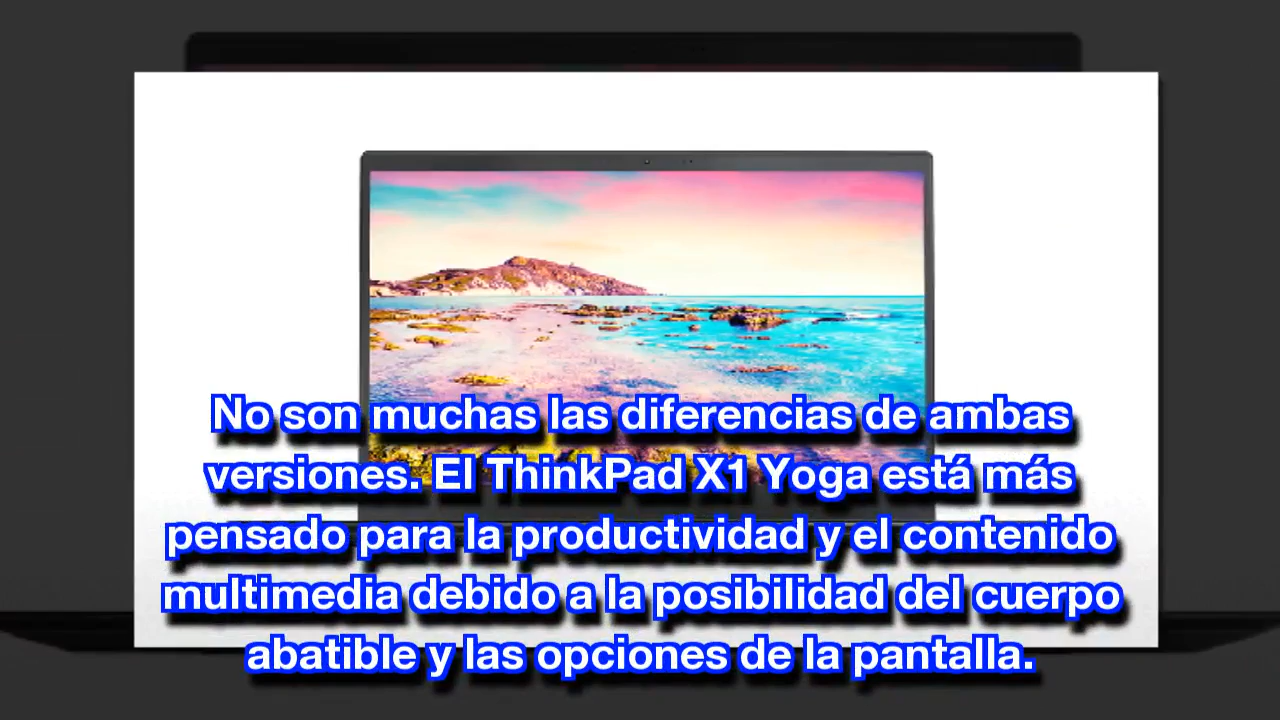 No son muchas las diferencias de ambas
versiones. El ThinkPad X1 Yoga está más
pensado para la productividad y el contenido
multimedia debido a la posibilidad del cuerpo
abatible y las opciones de la pantalla.